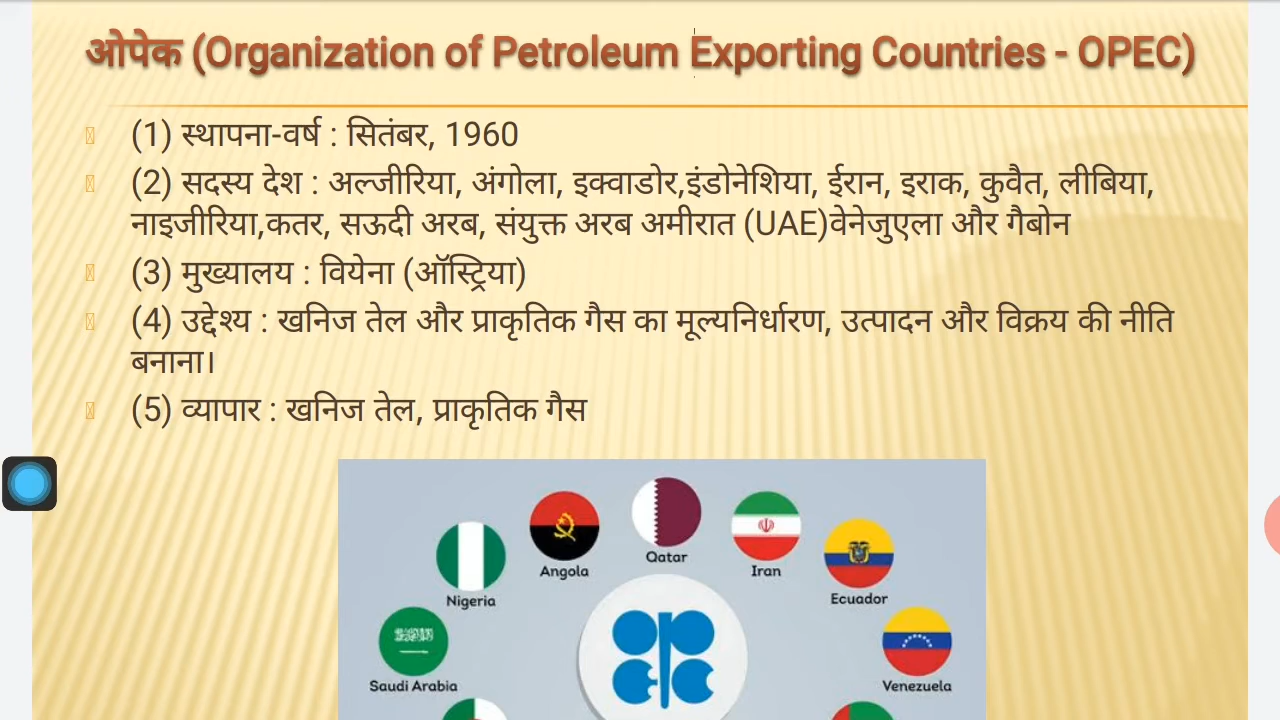 ओपेक (Organization of Petroleum Exporting Countries - OPEC)
(1) स्थापना-वर्ष : सितंबर, 1960
(2) सदस्य देश : अल्जीरिया, अंगोला, इक्वाडोर,इंडोनेशिया, ईरान, इराक, कुवैत, लीबिया,
नाइजीरिया,कतर, सऊदी अरब, संयुक्त अरब अमीरात (UAE)वेनेजुएला और गैबोन
(3) मुख्यालय : वियेना (ऑस्ट्रिया)
(4) उद्देश्य : खनिज तेल और प्राकृतिक गैस का मूल्यनिर्धारण, उत्पादन और विक्रय की नीति
बनाना।
(5) व्यापार : खनिज तेल, प्राकृतिक गैस
Qatar
Angola
Iran
Nigeria
Ecuador
Saudi Arabia
Venezuela